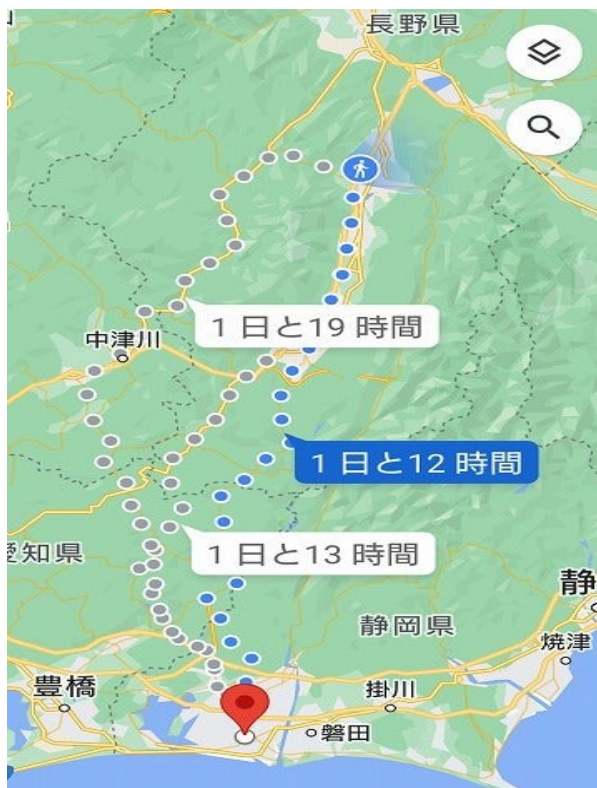 長野県
1 日と19 時間
中津川
1 日と12 時間
1 日と13 時間
愛知県
静
静岡県
焼津
豊橋
掛川
磐田